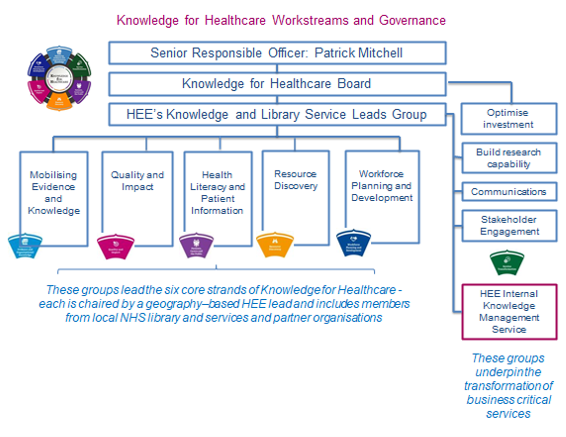 Knowledge for Healthcare Workstreams and Governance
Senior Responsible Officer: Patrick Mitchell
Knowledge for Healthcare Board
HEE's Knowledge and Library Service Leads Group
Optimise
investment
Build research
capability
Communications
Stakeholder
Engagement
HEE Internal
Knowledge
Management
Service
Mobilising
Evidence
and
Knowledge
Quality and
Impact
Health
Literacy and
Patient
Information
Resource
Discovery
Workforce
Planning and
Development
These groups lead the six core strands of Knowledge for Healthcare -
each is chaired by a geography–based HEE lead and includes members
from local NHS library and services and partner organisations
These groups
underpin the
transformation of
business critical
services